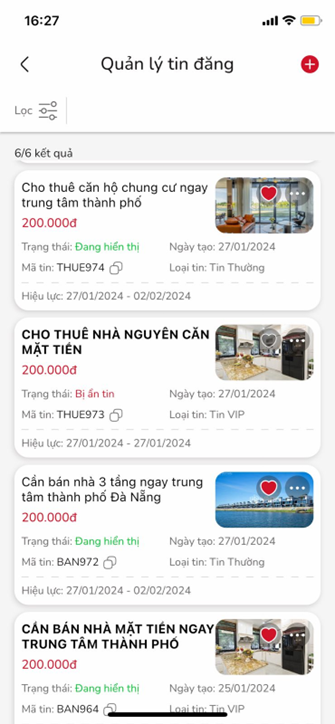 16:27
Quản lý tin đăng
Lọc
6/6 kết quả
Cho thuê căn hộ chung cư ngay
trung tâm thành phố
200.000đ
Trạng thái: Đang hiển thị Ngày tạo: 27/01/2024
Mã tin: THUE974 Loại tin: Tin Thường
Hiệu lực: 27/01/2024 - 02/02/2024
CHO THUÊ NHÀ NGUYÊN CĂN
MẶT TIỀN
200.000đ
Trạng thái: Bị ẩn tin Ngày tạo: 27/01/2024
Mã tin: THUE973 Loại tin: Tin VIP
Hiệu lực: 27/01/2024 - 27/01/2024
Cần bán nhà 3 tầng ngay trung
tâm thành phố Đà Nẵng
200.000đ
Trạng thái: Đang hiển thị Ngày tạo: 27/01/2024
Mã tin: BAN972 Loại tin: Tin Thường
Hiệu lực: 27/01/2024 - 02/02/2024
CẦN BÁN NHÀ MẶT TIỀN NGAY
TRUNG TÂM THÀNH PHỐ
200.000đ
Trạng thái: Đang hiển thị Ngày tạo: 25/01/2024
Mã tin: BAN964 Loại tin: Tin VIP